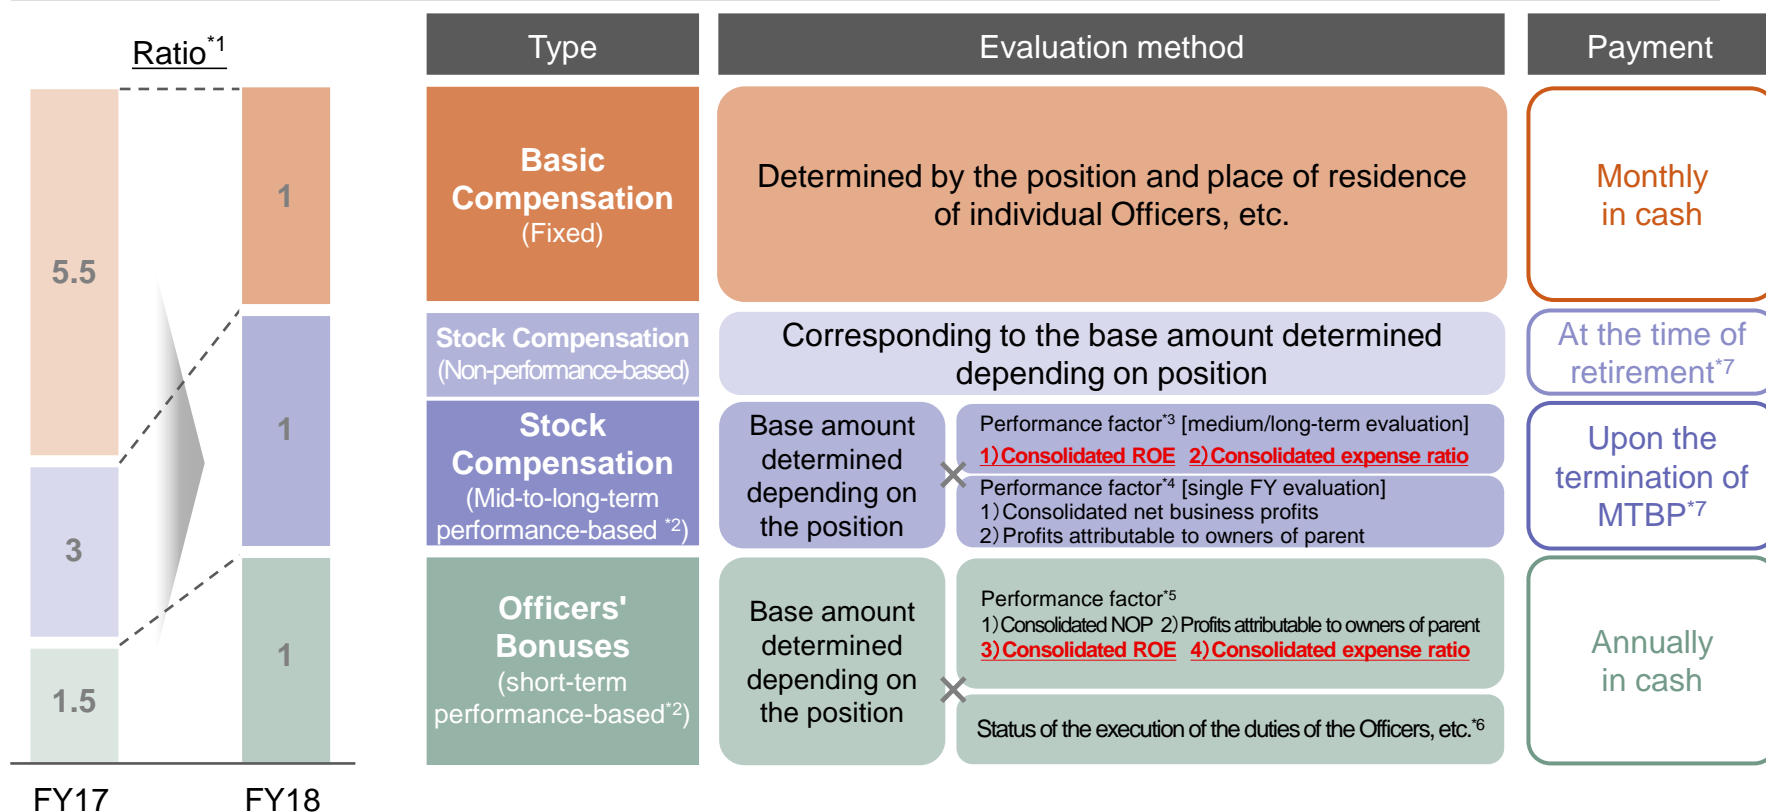 Ratio*1
5.5
3
1.5
FY17
1
1
1
FY18
Type
Evaluation method
Payment
Basic
Compensation
(Fixed)
Determined by the position and place of residence
of individual Officers, etc.
Monthly
in cash
Stock Compensation
(Non-performance-based)
Corresponding to the base amount determined
depending on position
At the time of
retirement*7
Stock
Compensation
(Mid-to-long-term
performance-based *2)
Base amount
determined
depending on
the position
×
Performance factor*3 [medium/long-term evaluation]
1)Consolidated ROE 2)Consolidated expense ratio
Performance factor*4 [single FY evaluation]
1)Consolidated net business profits
2)Profits attributable to owners of parent
Upon the
termination of
MTBP*7
Officers'
Bonuses
(short-term
performance-based*2)
Base amount
determined
depending on
the position
×
Performance factor*5
1)Consolidated NOP 2)Profits attributable to owners of parent
3)Consolidated ROE 4)Consolidated expense ratio
Status of the execution of the duties of the Officers, etc.*6
Annually
in cash